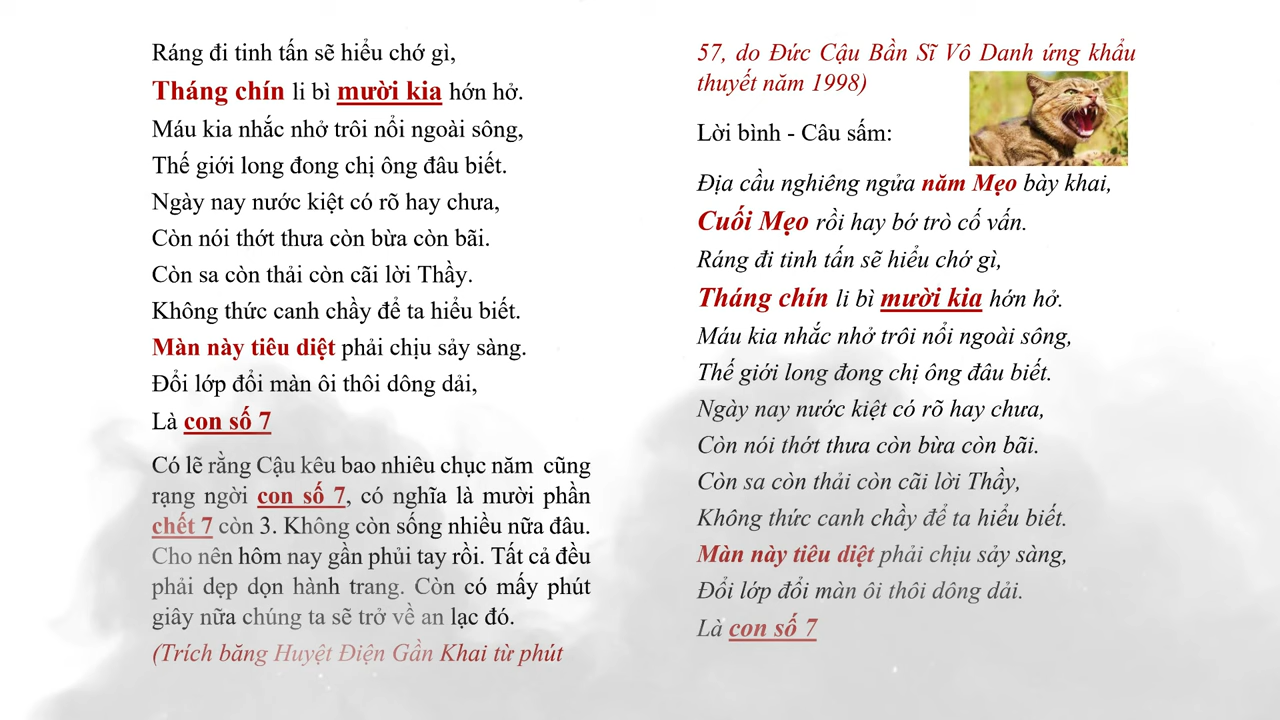 Ráng đi tinh tấn sẽ hiểu chớ gì,
Tháng chín li bì mười kia hớn hở.
Máu kia nhắc nhở trôi nổi ngoài sông,
Thế giới long đong chị ông đâu biết.
Ngày nay nước kiệt có rõ hay chưa,
Còn nói thớt thưa còn bừa còn bãi.
Còn sa còn thải còn cãi lời Thầy.
Không thức canh chầy để ta hiểu biết.
Màn này tiêu diệt phải chịu sảy sàng.
Đổi lớp đổi màn ôi thôi dông dải,
Là con số 7
Có lẽ rằng Cậu kêu bao nhiêu chục năm cũng
rạng ngời con số 7, có nghĩa là mười phần
chết 7 còn 3. Không còn sống nhiều nữa đâu.
Cho nên hôm nay gần phủi tay rồi. Tất cả đều
phải dẹp dọn hành trang. Còn có mấy phút
giây nữa chúng ta sẽ trở về an lạc đó.
(Trích băng Huyệt Điện Gần Khai từ phút
57, do Đức Cậu Bần Sĩ Vô Danh ứng khẩu
thuyết năm 1998)
Lời bình - Câu sấm:
Địa cầu nghiêng ngửa năm Mẹo bày khai,
Cuối Mẹo rồi hay bớ trò cố vấn.
Ráng đi tinh tấn sẽ hiểu chớ gì,
Tháng chín li bì mười kia hớn hở.
Máu kia nhắc nhở trôi nổi ngoài sông,
Thế giới long đong chị ông đâu biết.
Ngày nay nước kiệt có rõ hay chưa,
Còn nói thớt thưa còn bừa còn bãi.
Còn sa còn thải còn cãi lời Thầy,
Không thức canh chầy để ta hiểu biết.
Màn này tiêu diệt phải chịu sảy sàng,
Đổi lớp đổi màn ôi thôi dông dải.
Là con số 7